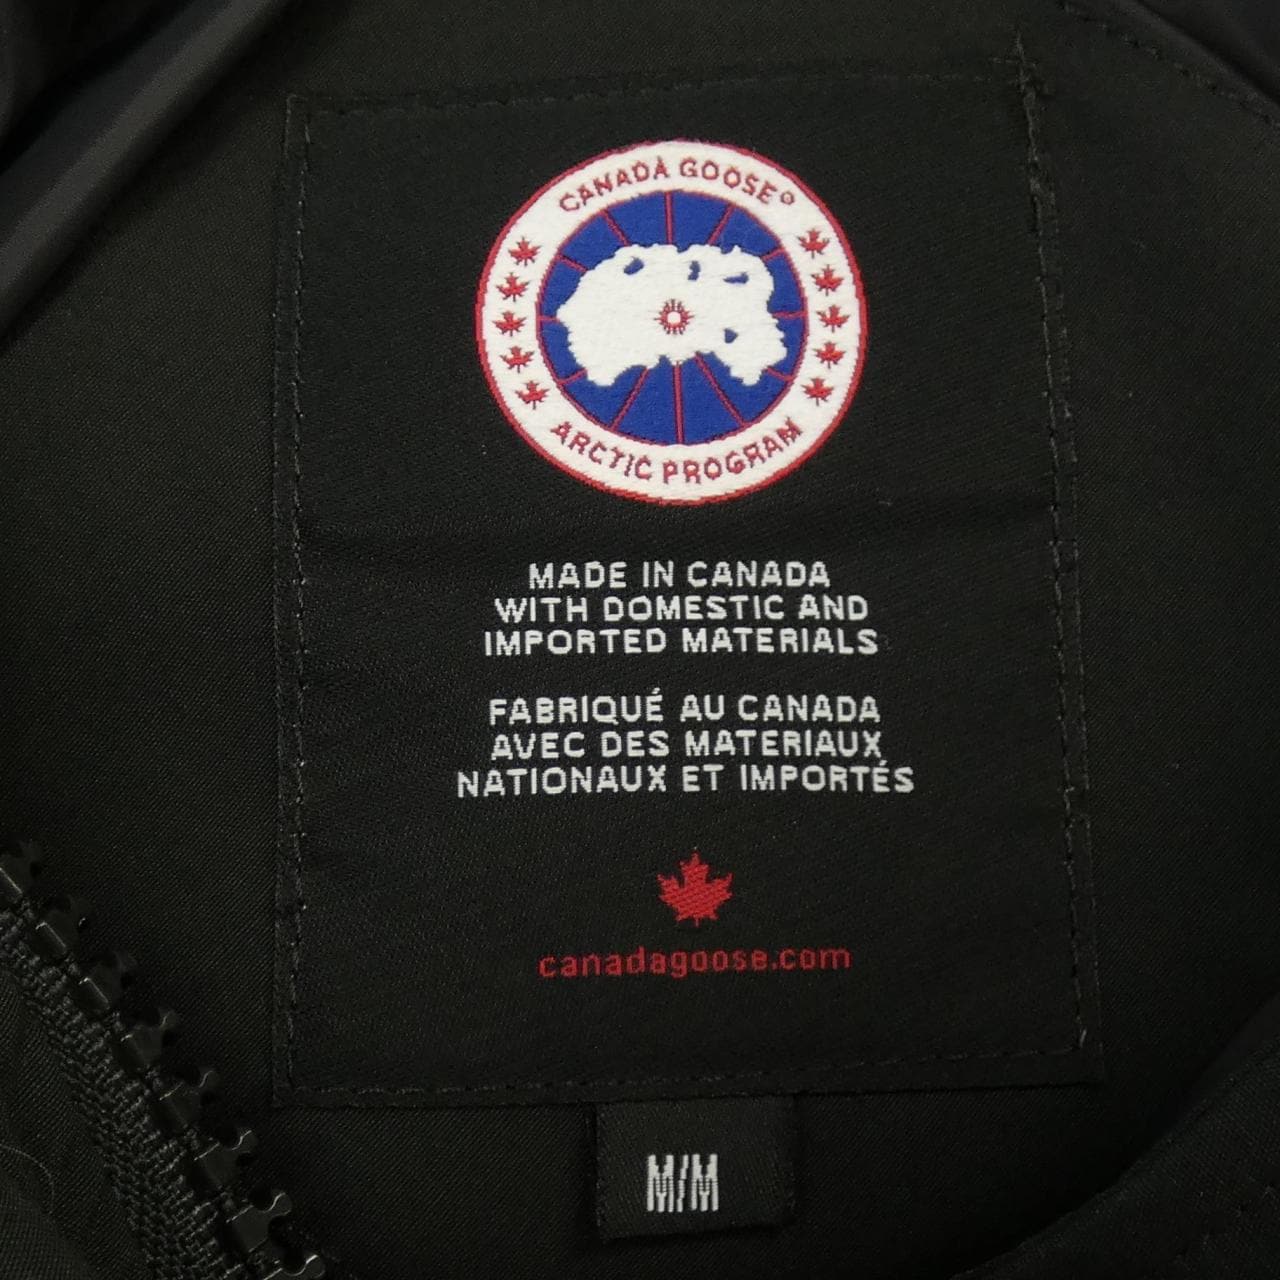 CANADA GOOSE®
ARCTIC PROGRAM
MADE IN CANADA
WITH DOMESTIC AND
IMPORTED MATERIALS
FABRIQUÉ AU CANADA
AVEC DES MATERIAUX
NATIONAUX ET IMPORTÉS
canadagoose.com
M/M